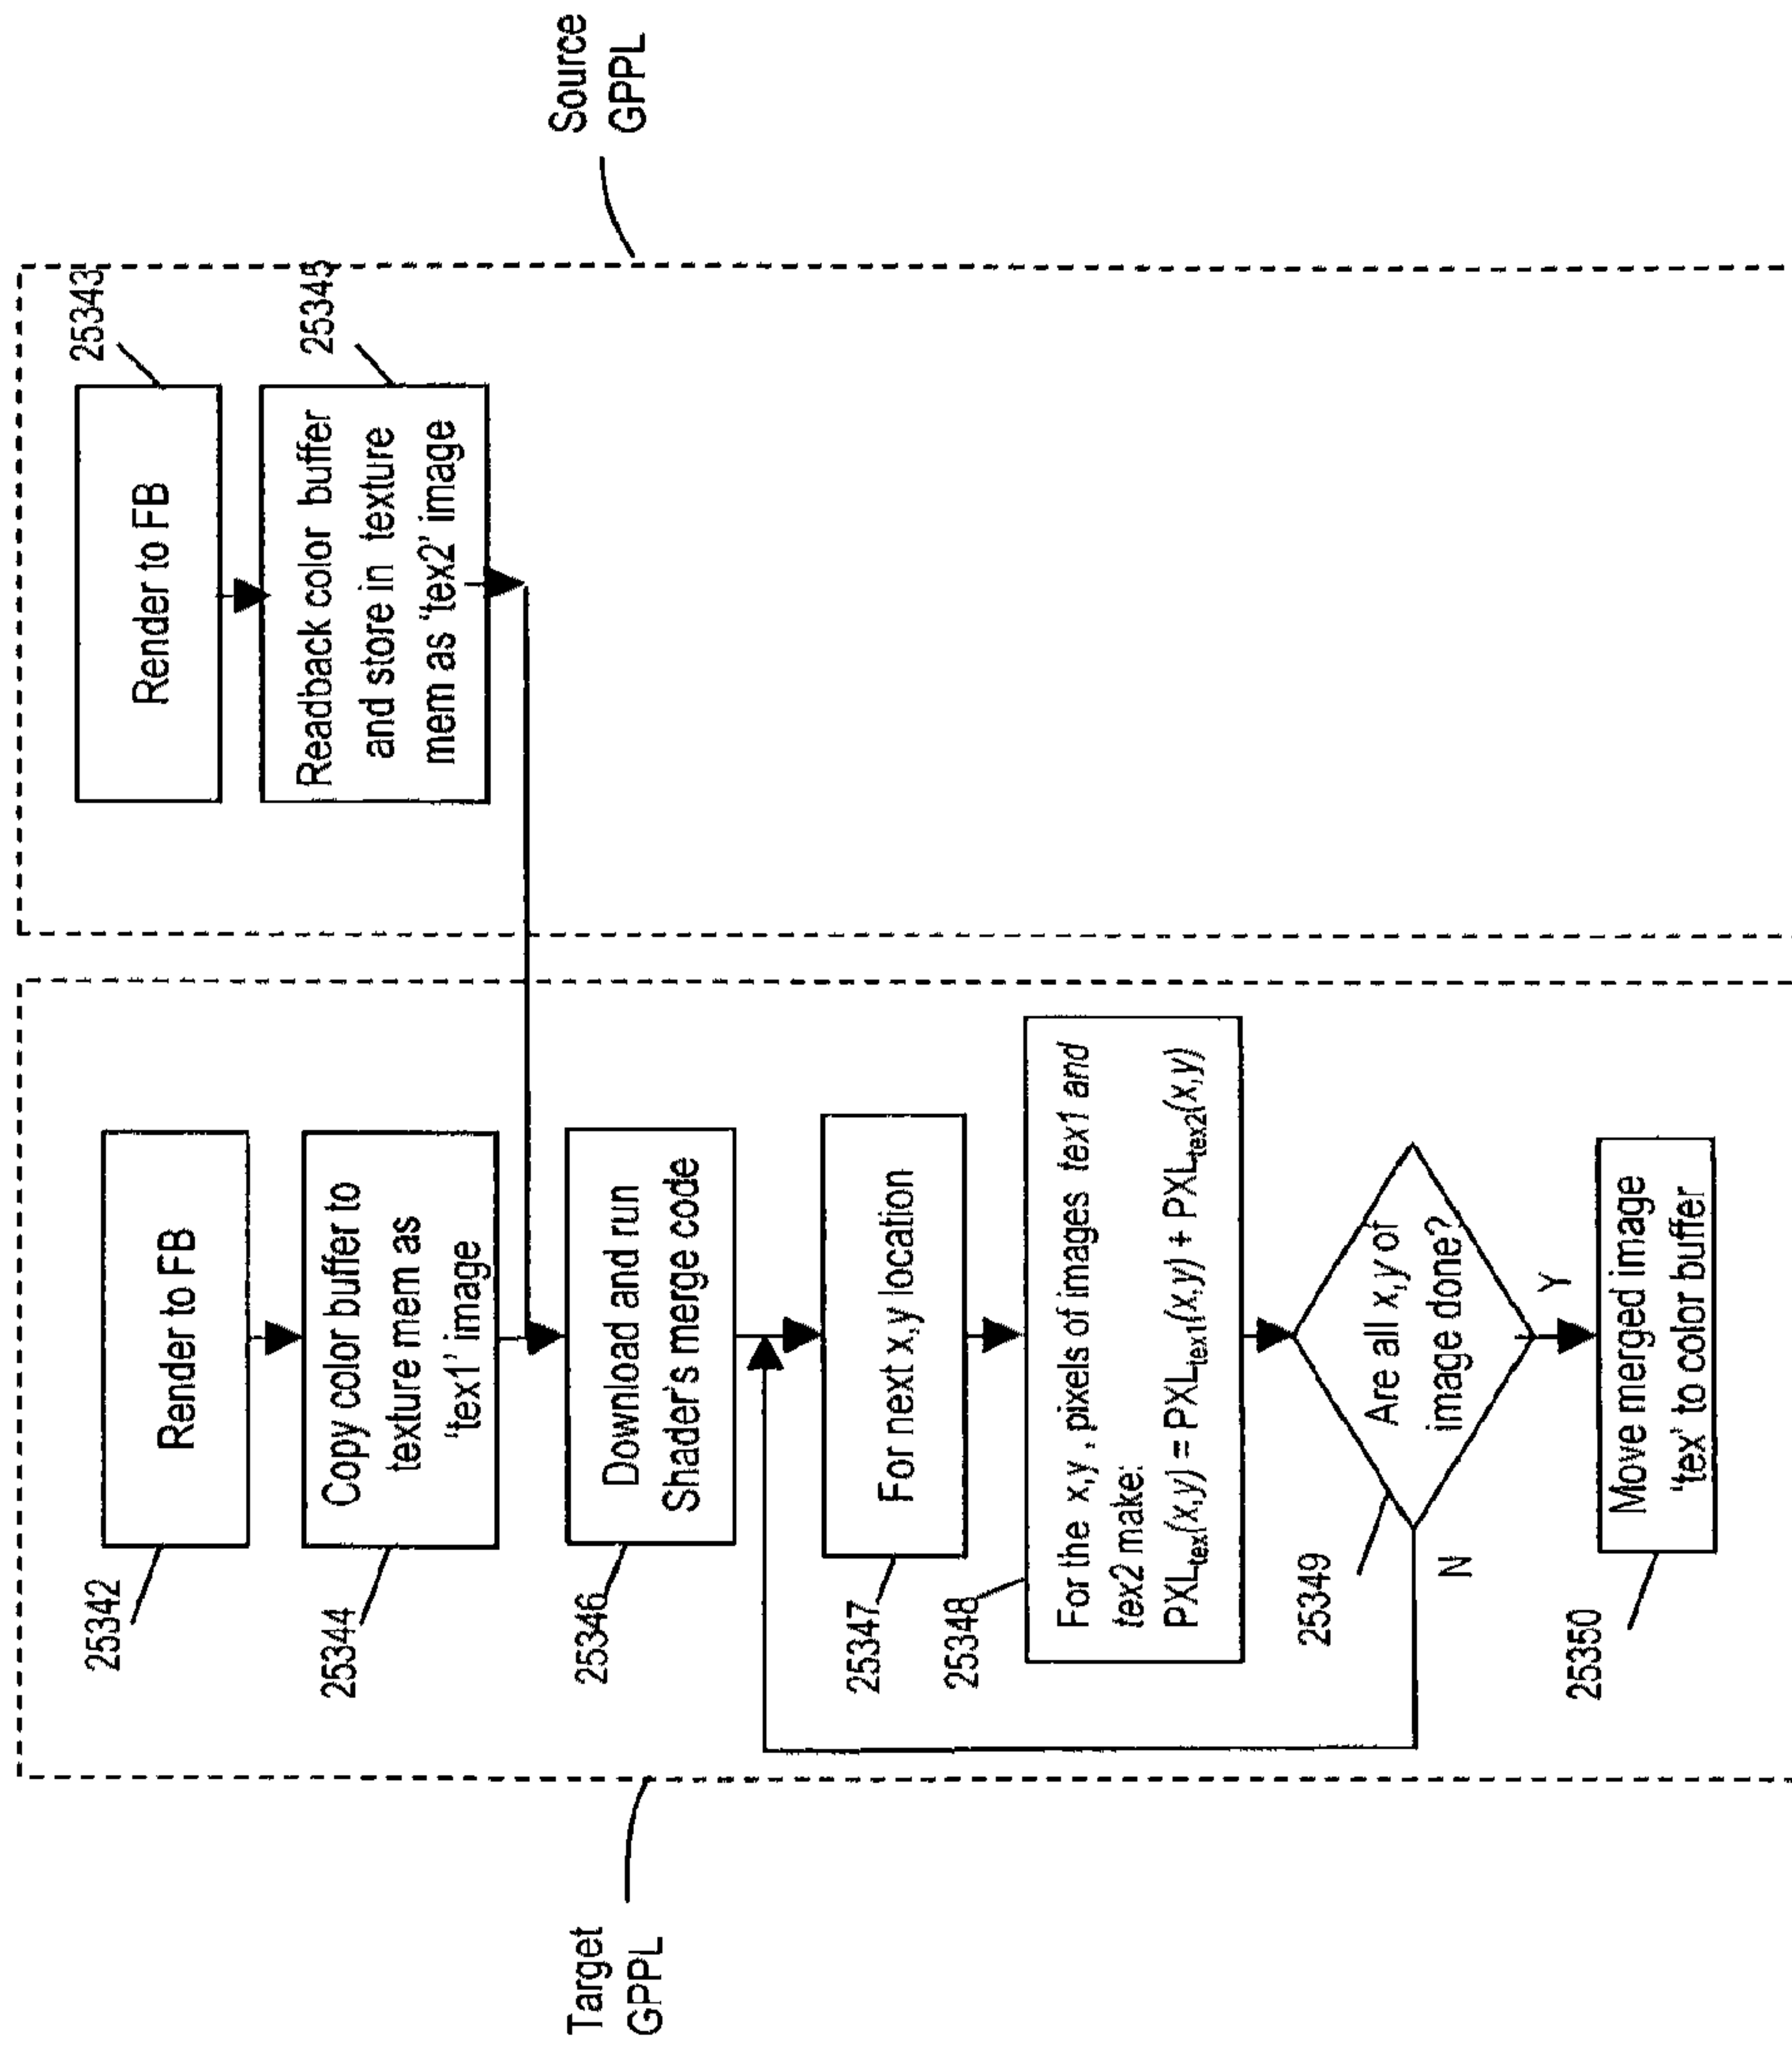 Target
GPPL
25342
Render to FB
25344
Copy color buffer to
texture mem as
'tex1' image
25346
Download and run
Shader's merge code
25347
For next x,y location
25348
For the x,y, pixels of images tex1 and
tex2 make:
PXLtex(x,y) = PXLtext1(x,y) + PXLtex2(x,y)
25349
Are all x,y of
image done?
N
Y
25350
Move merged image
'tex' to color buffer
Source
GPPL
25343
Render to FB
25345
Readback color buffer
and store in texture
mem as 'tex2' image